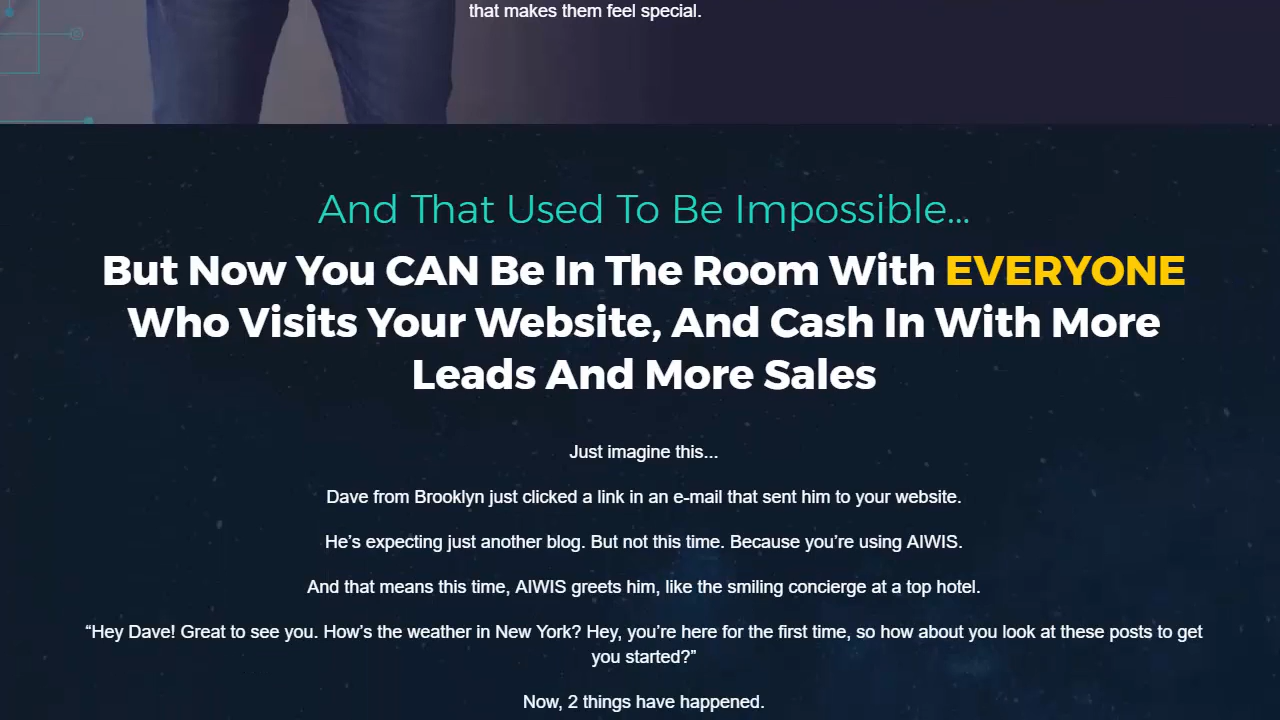 that makes them feel special.
And That Used To Be Impossible...
But Now You CAN Be In The Room With EVERYONE
Who Visits Your Website, And Cash In With More
Leads And More Sales
Just imagine this...
Dave from Brooklyn just clicked a link in an e-mail that sent him to your website.
He’s expecting just another blog. But not this time. Because you’re using AIWIS.
And that means this time, AIWIS greets him, like the smiling concierge at a top hotel.
“Hey Dave! Great to see you. How’s the weather in New York? Hey, you’re here for the first time, so how about you look at these posts to get
you started?”
Now, 2 things have happened.